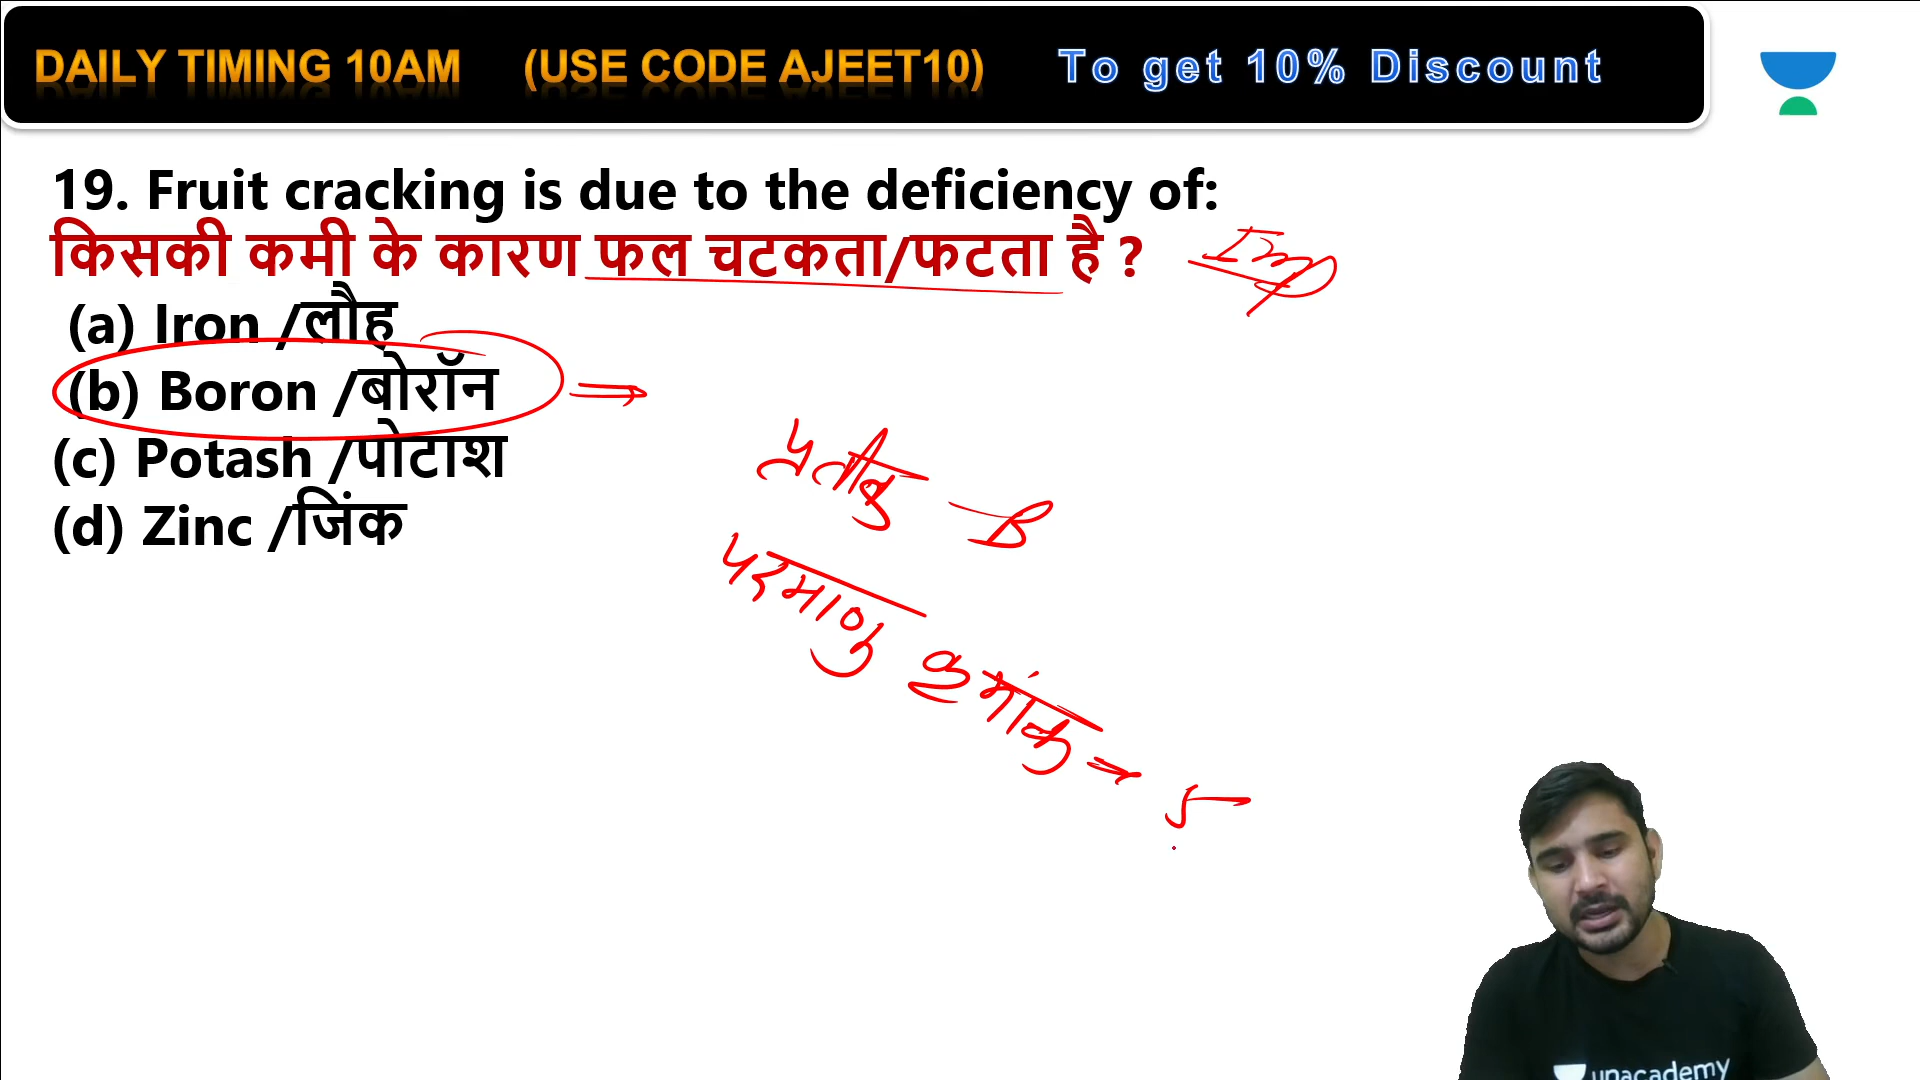 DAILY TIMING 10AM (USE CODE AJEET10) To get 10% Discount
19. Fruit cracking is due to the deficiency of:
किसकी कमी के कारण फल चटकता/फटता है ?
Imp
(a) Iron /लौह
(b) Boron /बोरॉन
(c) Potash /पोटाश
(d) Zinc /जिंक
प्रतीक - B
परमाणु क्रमांक = 5
unacademy